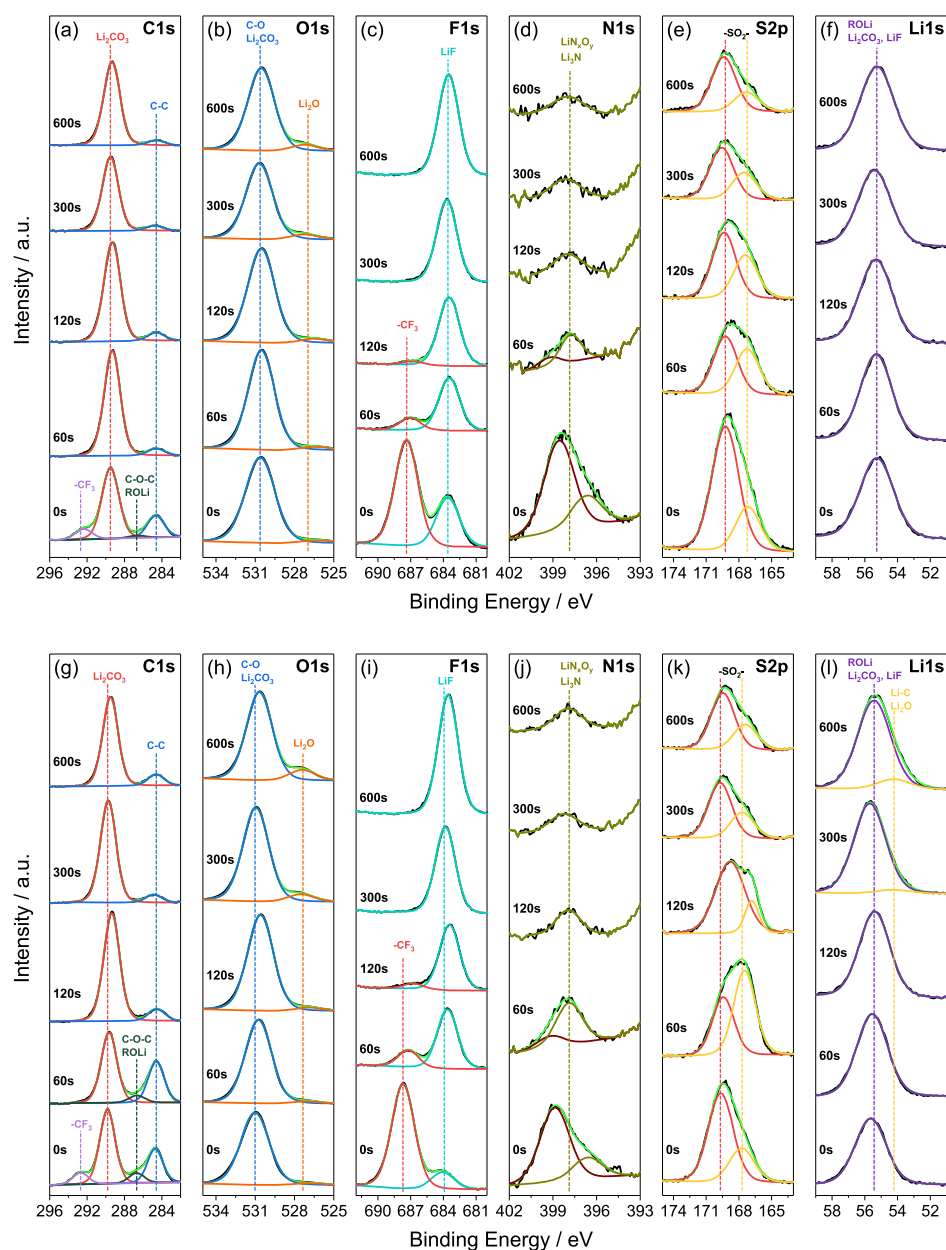 (a) C1s
Li₂CO₃
C-C
600s
300s
120s
60s
-CF₃
C-O-C
ROLi
0s
296 292 288 284
(b) O1s
C-O
Li₂CO₃
600s
Li₂O
300s
120s
60s
0s
534 531 528 525
(c) F1s
LiF
600s
300s
-CF₃
120s
60s
0s
690 687 684 681
(d) N1s
LiNₓOᵧ
Li₃N
600s
300s
120s
60s
0s
402 399 396 393
(e) S2p
-SO₂-
600s
300s
120s
60s
0s
174 171 168 165
(f) Li1s
ROLi
Li₂CO₃, LiF
600s
300s
120s
60s
0s
58 56 54 52
Intensity / a.u.
Binding Energy / eV
(g) C1s
Li₂CO₃
C-C
600s
300s
120s
C-O-C
ROLi
60s
-CF₃
0s
296 292 288 284
(h) O1s
C-O
Li₂CO₃
600s
Li₂O
300s
120s
60s
0s
534 531 528 525
(i) F1s
LiF
600s
300s
-CF₃
120s
60s
0s
690 687 684 681
(j) N1s
LiNₓOᵧ
Li₃N
600s
300s
120s
60s
0s
402 399 396 393
(k) S2p
-SO₂-
600s
300s
120s
60s
0s
174 171 168 165
(l) Li1s
ROLi
Li₂CO₃, LiF
Li-C
Li₂O
600s
300s
120s
60s
0s
58 56 54 52
Intensity / a.u.
Binding Energy / eV